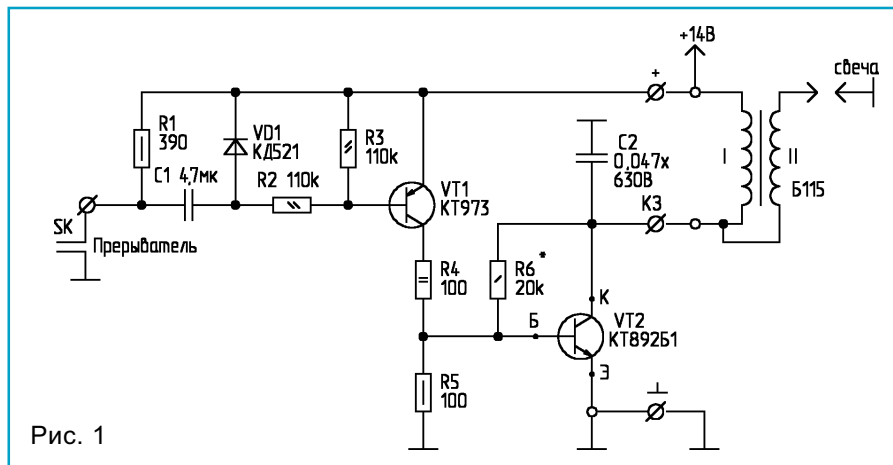 +14В
свеча
+
R1
390
VD1
КД521
R3
110k
C2
0,047х
630В
I
II
Б115
C1 4,7мк
R2 110k
VT1
КТ973
КЗ
SK
Прерыватель
R4
100
R6 *
20k
К
Б
VT2
КТ892Б1
Э
R5
100
Рис. 1